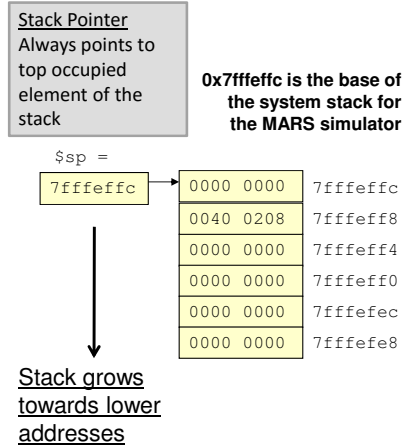 Stack Pointer
Always points to
top occupied
element of the
stack
0x7fffeffc is the base of
the system stack for
the MARS simulator
$sp =
7fffeffc
0000 0000 7fffeffc
0040 0208 7fffeff8
0000 0000 7fffeff4
0000 0000 7fffeff0
0000 0000 7fffefec
0000 0000 7fffefe8
Stack grows
towards lower
addresses